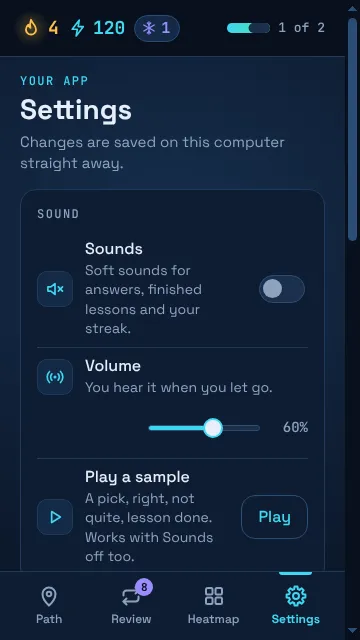 4 120 1 1 of 2
YOUR APP
Settings
Changes are saved on this computer
straight away.
SOUND
Sounds
Soft sounds for
answers, finished
lessons and your
streak.
Volume
You hear it when you let go.
60%
Play a sample
A pick, right, not
quite, lesson done.
Works with Sounds
off too.
Play
8
Path Review Heatmap Settings